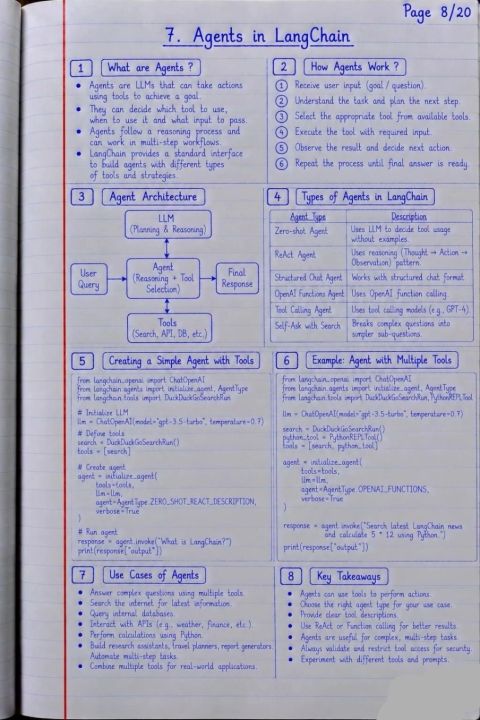 Page 8/20
7. Agents in LangChain
1 What are Agents ?
• Agents are LLMs that can take actions
using tools to achieve a goal.
• They can decide which tool to use,
when to use it and what input to pass.
• Agents follow a reasoning process and
can work in multi-step workflows.
• LangChain provides a standard interface
to build agents with different types
of tools and strategies.
2 How Agents Work ?
1 Receive user input (goal / question).
2 Understand the task and plan the next step.
3 Select the appropriate tool from available tools.
4 Execute the tool with required input.
5 Observe the result and decide next action.
6 Repeat the process until final answer is ready.
3 Agent Architecture
LLM
(Planning & Reasoning)
User
Query
Agent
(Reasoning + Tool
Selection)
Final
Response
Tools
(Search, API, DB, etc.)
4 Types of Agents in LangChain
Agent Type Description
Zero-shot Agent Uses LLM to decide tool usage
without examples.
ReAct Agent Uses reasoning (Thought → Action →
Observation) pattern.
Structured Chat Agent Works with structured chat format
OpenAI Functions Agent Uses OpenAI function calling.
Tool Calling Agent Uses tool calling models (e.g., GPT-4)
Self-Ask with Search Breaks complex questions into
simpler sub-questions.
5 Creating a Simple Agent with Tools
from langchain_openai import ChatOpenAI
from langchain.agents import initialize_agent, AgentType
from langchain.tools import DuckDuckGoSearchRun
# Initialize LLM
llm = ChatOpenAI(model="gpt-3.5-turbo", temperature=0.7)
# Define tools
search = DuckDuckGoSearchRun()
tools = [search]
# Create agent
agent = initialize_agent(
tools=tools,
llm=llm,
agent=AgentType.ZERO_SHOT_REACT_DESCRIPTION,
verbose=True
)
# Run agent
response = agent.invoke("What is LangChain?")
print(response["output"])
6 Example: Agent with Multiple Tools
from langchain_openai import ChatOpenAI
from langchain.agents import initialize_agent, AgentType
from langchain.tools import DuckDuckGoSearchRun, PythonREPLTool
llm = ChatOpenAI(model="gpt-3.5-turbo", temperature=0.7)
search = DuckDuckGoSearchRun()
python_tool = PythonREPLTool()
tools = [search, python_tool]
agent = initialize_agent(
tools=tools,
llm=llm,
agent=AgentType.OPENAI_FUNCTIONS,
verbose=True
)
response = agent.invoke("Search latest LangChain news
and calculate 5 * 12 using Python.")
print(response["output"])
7 Use Cases of Agents
• Answer complex questions using multiple tools.
• Search the internet for latest information.
• Query internal databases.
• Interact with APIs (e.g., weather, finance, etc.).
• Perform calculations using Python.
• Build research assistants, travel planners, report generators.
Automate multi-step tasks.
• Combine multiple tools for real-world applications.
8 Key Takeaways
• Agents can use tools to perform actions.
• Choose the right agent type for your use case.
• Provide clear tool descriptions.
• Use ReAct or Function calling for better results.
• Agents are useful for complex, multi-step tasks.
• Always validate and restrict tool access for security.
• Experiment with different tools and prompts.